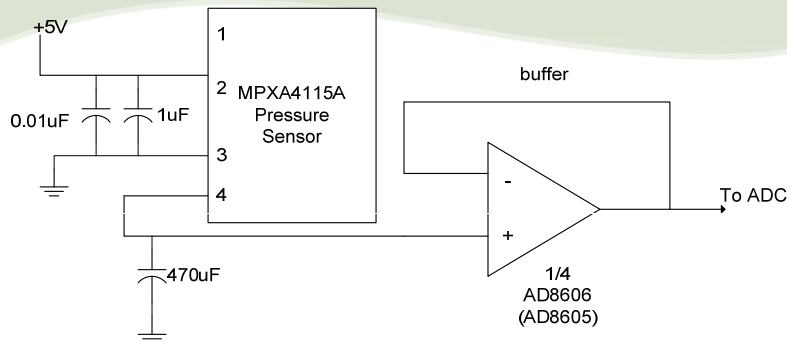 +5V
1
2
MPXA4115A
Pressure
Sensor
0.01uF
1uF
3
4
470uF
buffer
-
+
To ADC
1/4
AD8606
(AD8605)